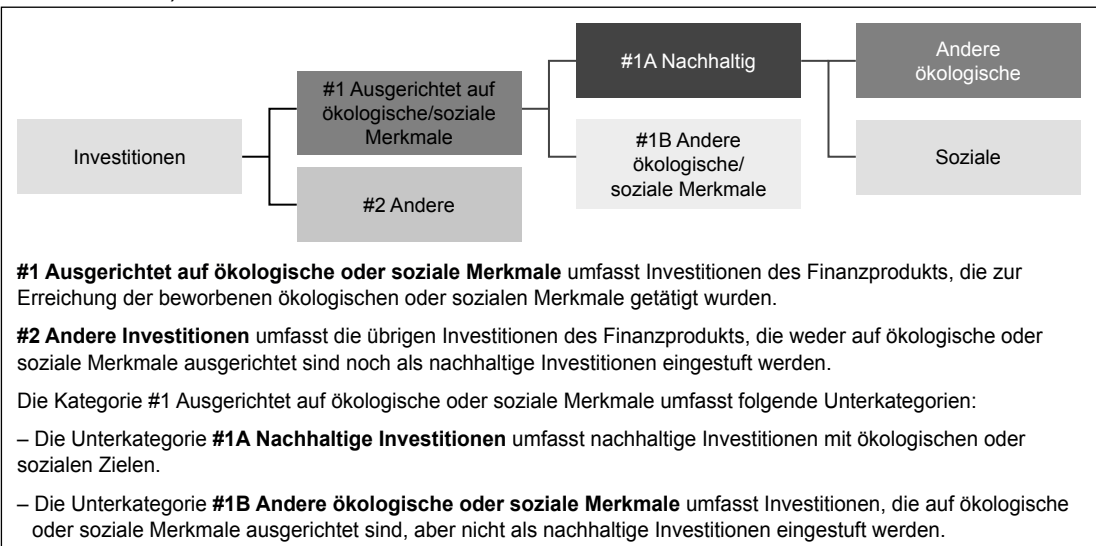 Investitionen
#1 Ausgerichtet auf
ökologische/soziale
Merkmale
#2 Andere
#1A Nachhaltig
#1B Andere
ökologische/
soziale Merkmale
Andere
ökologische
Soziale
#1 Ausgerichtet auf ökologische oder soziale Merkmale umfasst Investitionen des Finanzprodukts, die zur
Erreichung der beworbenen ökologischen oder sozialen Merkmale getätigt wurden.
#2 Andere Investitionen umfasst die übrigen Investitionen des Finanzprodukts, die weder auf ökologische oder
soziale Merkmale ausgerichtet sind noch als nachhaltige Investitionen eingestuft werden.
Die Kategorie #1 Ausgerichtet auf ökologische oder soziale Merkmale umfasst folgende Unterkategorien:
– Die Unterkategorie #1A Nachhaltige Investitionen umfasst nachhaltige Investitionen mit ökologischen oder
sozialen Zielen.
– Die Unterkategorie #1B Andere ökologische oder soziale Merkmale umfasst Investitionen, die auf ökologische
oder soziale Merkmale ausgerichtet sind, aber nicht als nachhaltige Investitionen eingestuft werden.